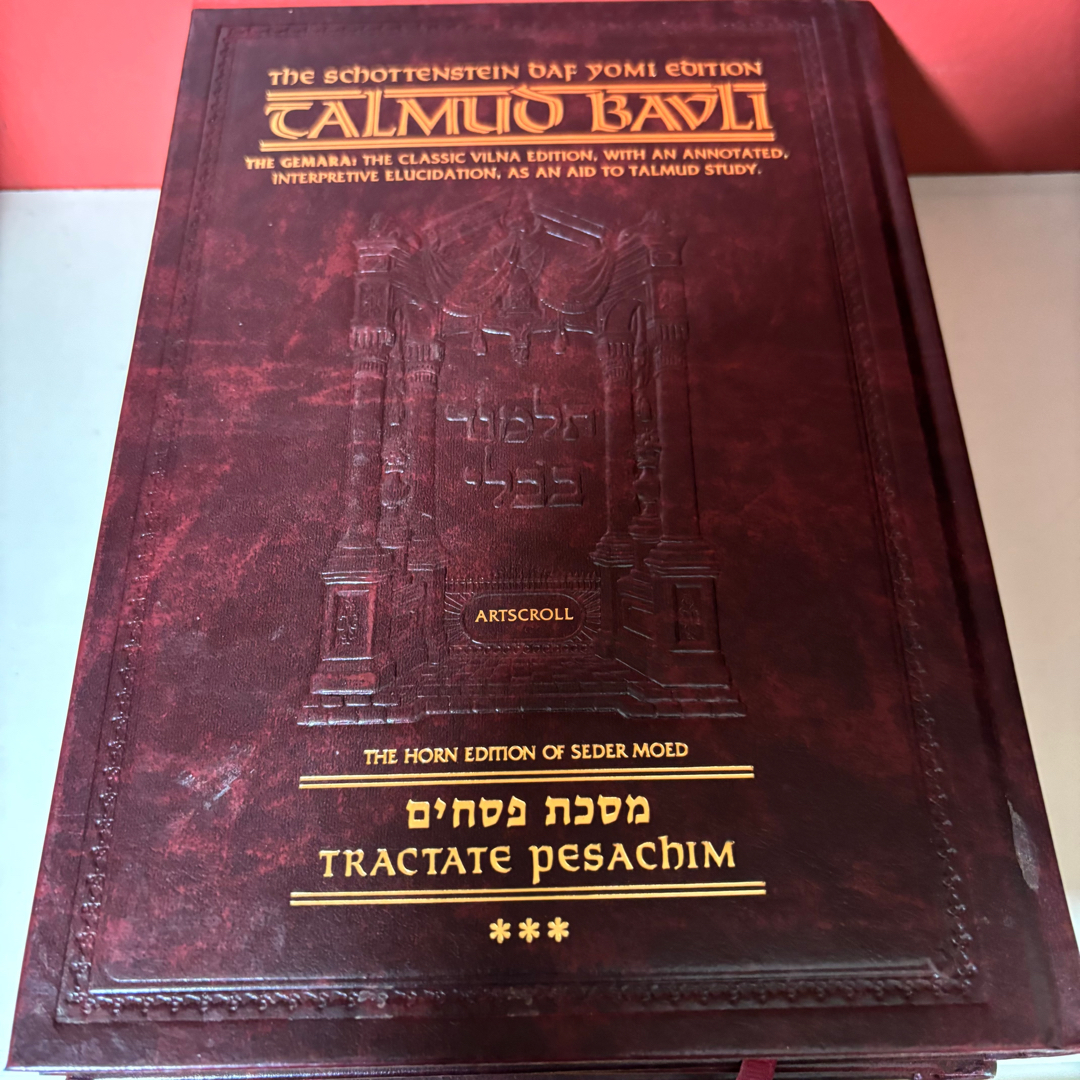 THE SCHOTTENSTEIN DAF YOMI EDITION
TALMUD BAVLI
THE GEMARA: THE CLASSIC VILNA EDITION, WITH AN ANNOTATED,
INTERPRETIVE ELUCIDATION, AS AN AID TO TALMUD STUDY.
תלמוד
בבלי
ARTSCROLL
THE HORN EDITION OF SEDER MOED
מסכת פסחים
TRACTATE PESACHIM
***